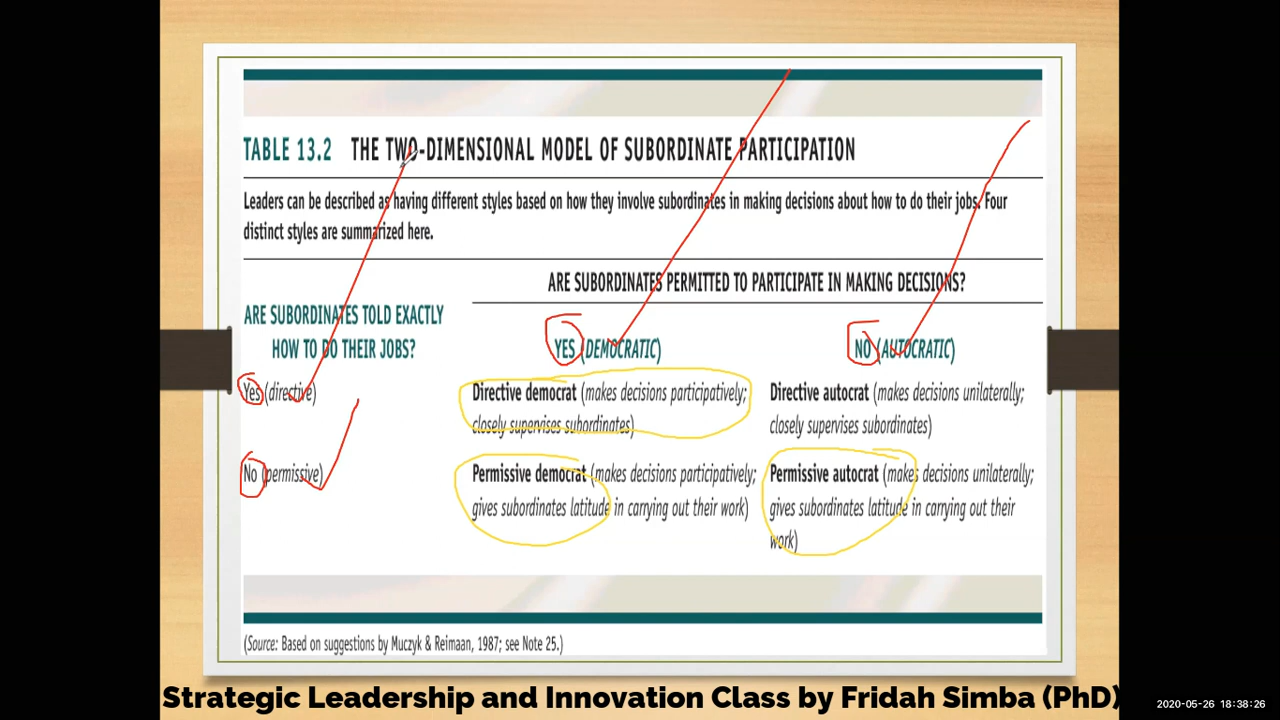 TABLE 13.2 THE TWO-DIMENSIONAL MODEL OF SUBORDINATE PARTICIPATION
Leaders can be described as having different styles based on how they involve subordinates in making decisions about how to do their jobs. Four
distinct styles are summarized here.
ARE SUBORDINATES PERMITTED TO PARTICIPATE IN MAKING DECISIONS?
ARE SUBORDINATES TOLD EXACTLY
HOW TO DO THEIR JOBS?
YES (DEMOCRATIC)
NO (AUTOCRATIC)
Yes (directive)
Directive democrat (makes decisions participatively;
closely supervises subordinates)
Directive autocrat (makes decisions unilaterally;
closely supervises subordinates)
No (permissive)
Permissive democrat (makes decisions participatively;
gives subordinates latitude in carrying out their work)
Permissive autocrat (makes decisions unilaterally;
gives subordinates latitude in carrying out their
work)
(Source: Based on suggestions by Muczyk & Reimaan, 1987; see Note 25.)
Strategic Leadership and Innovation Class by Fridah Simba (PhD)
2020-05-26 18:38:26